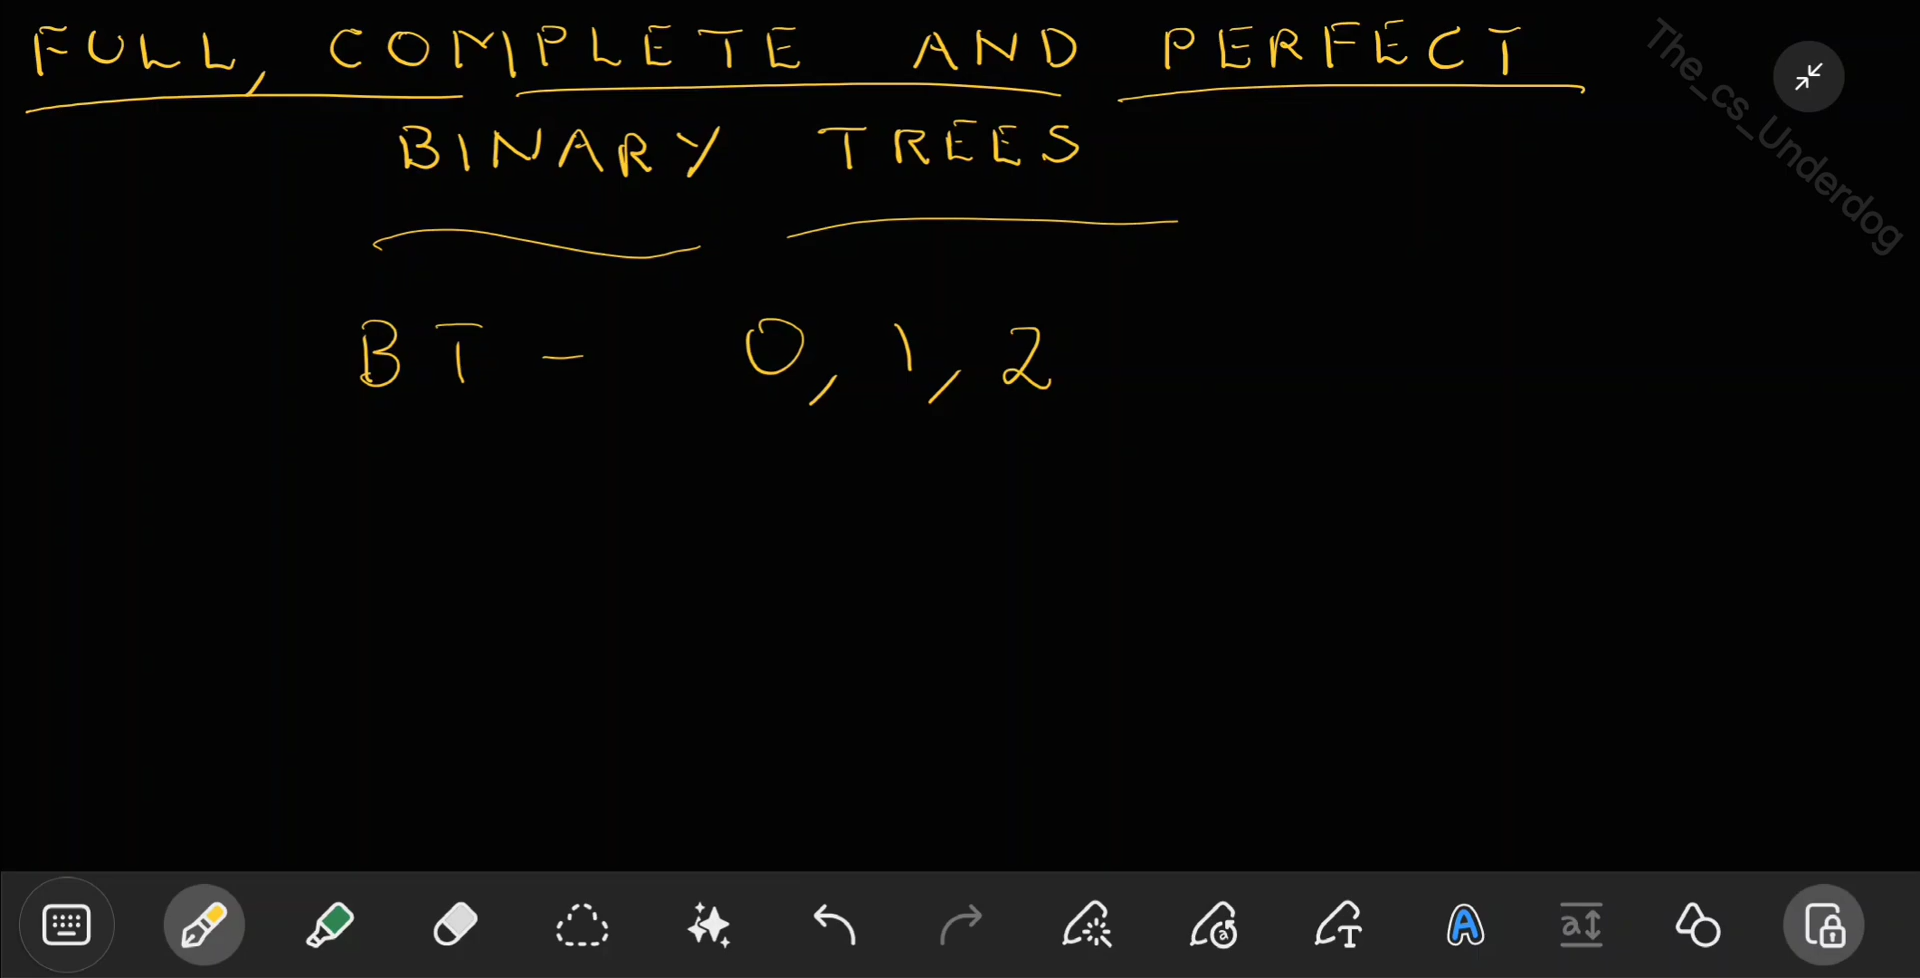 FULL, COMPLETE AND PERFECT
BINARY TREES
BT - 0, 1, 2
The_cs_Underdog